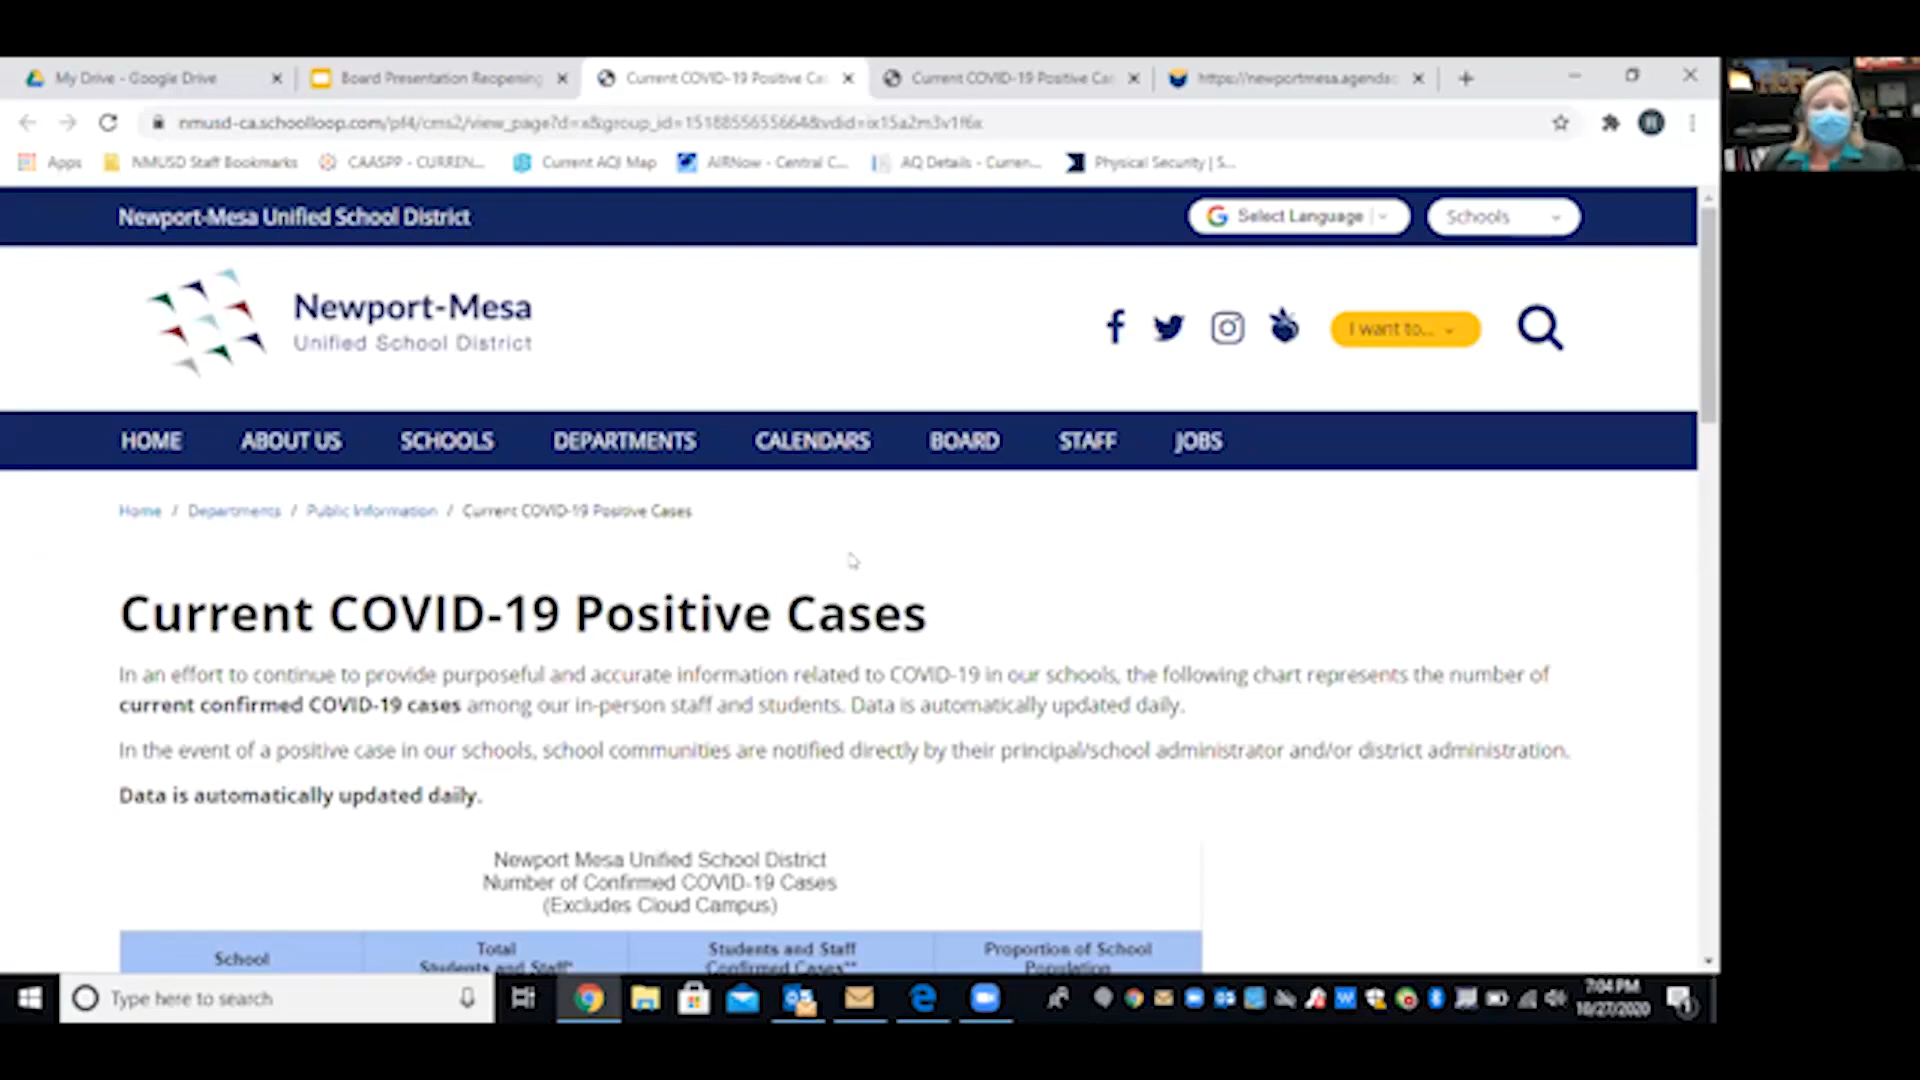 My Drive - Google Drive
Board Presentation Reopening
Current COVID-19 Positive Ca
Current COVID-19 Positive Ca
https://newportmesa.agenda
Apps
NMUSD Staff Bookmarks
CAASPP - CURREN...
Current AQI Map
AIRNow - Central C...
AQ Details - Curren...
Physical Security | S...
Newport-Mesa Unified School District
Select Language
Schools
Newport-Mesa
Unified School District
I want to...
HOME ABOUT US SCHOOLS DEPARTMENTS CALENDARS BOARD STAFF JOBS
Home / Departments / Public Information / Current COVID-19 Positive Cases
Current COVID-19 Positive Cases
In an effort to continue to provide purposeful and accurate information related to COVID-19 in our schools, the following chart represents the number of
current confirmed COVID-19 cases among our in-person staff and students. Data is automatically updated daily.
In the event of a positive case in our schools, school communities are notified directly by their principal/school administrator and/or district administration.
Data is automatically updated daily.
Newport Mesa Unified School District
Number of Confirmed COVID-19 Cases
(Excludes Cloud Campus)
School
Total
Students and Staff*
Students and Staff
Confirmed Cases**
Proportion of School
Population
Type here to search
7:04 PM
10/27/2020